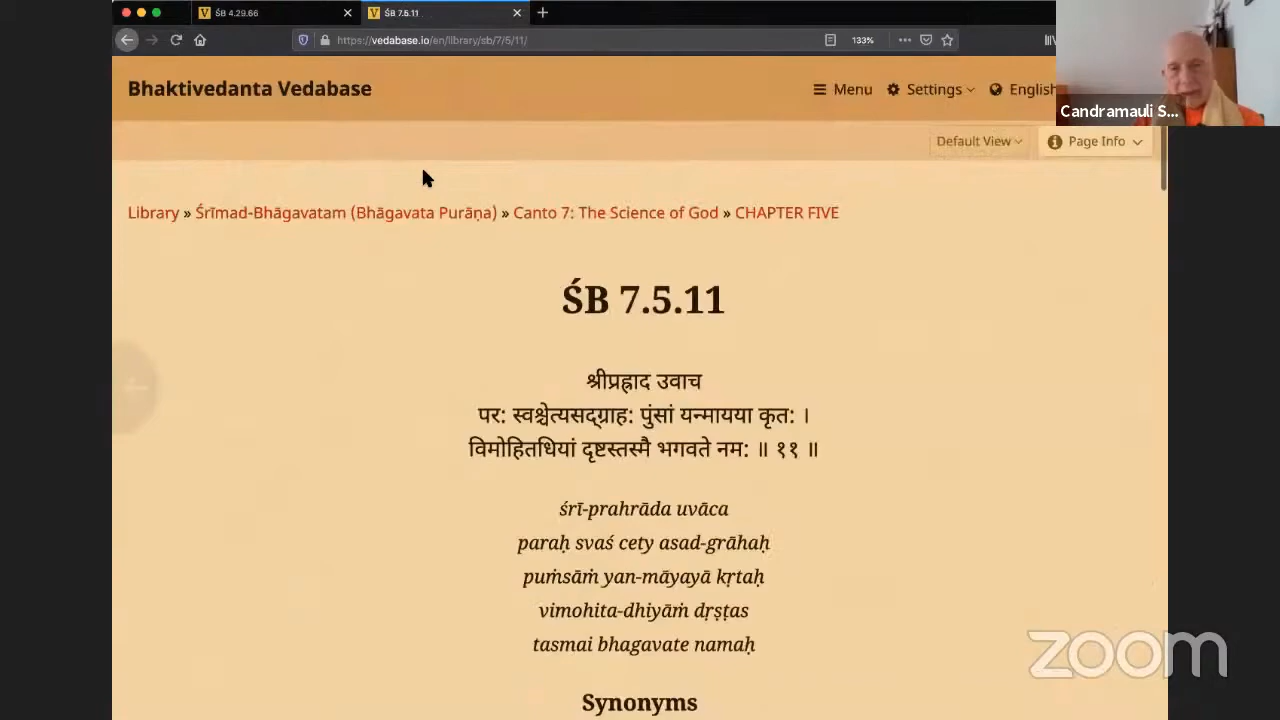 ŚB 4.29.66
ŚB 7.5.11
https://vedabase.io/en/library/sb/7/5/11/
133%
Bhaktivedanta Vedabase
Menu
Settings
English
Candramauli S...
Default View
Page Info
Library » Śrīmad-Bhāgavatam (Bhāgavata Purāṇa) » Canto 7: The Science of God » CHAPTER FIVE
ŚB 7.5.11
श्रीप्रह्राद उवाच
पर: स्वश्चेत्यसद्ग्राह: पुंसां यन्मायया कृत: ।
विमोहितधियां द‍ृष्टस्तस्मै भगवते नम: ॥ ११ ॥
śrī-prahrāda uvāca
paraḥ svaś cety asad-grāhaḥ
puṁsāṁ yan-māyayā kṛtaḥ
vimohita-dhiyāṁ dṛṣṭas
tasmai bhagavate namaḥ
Synonyms
zoom